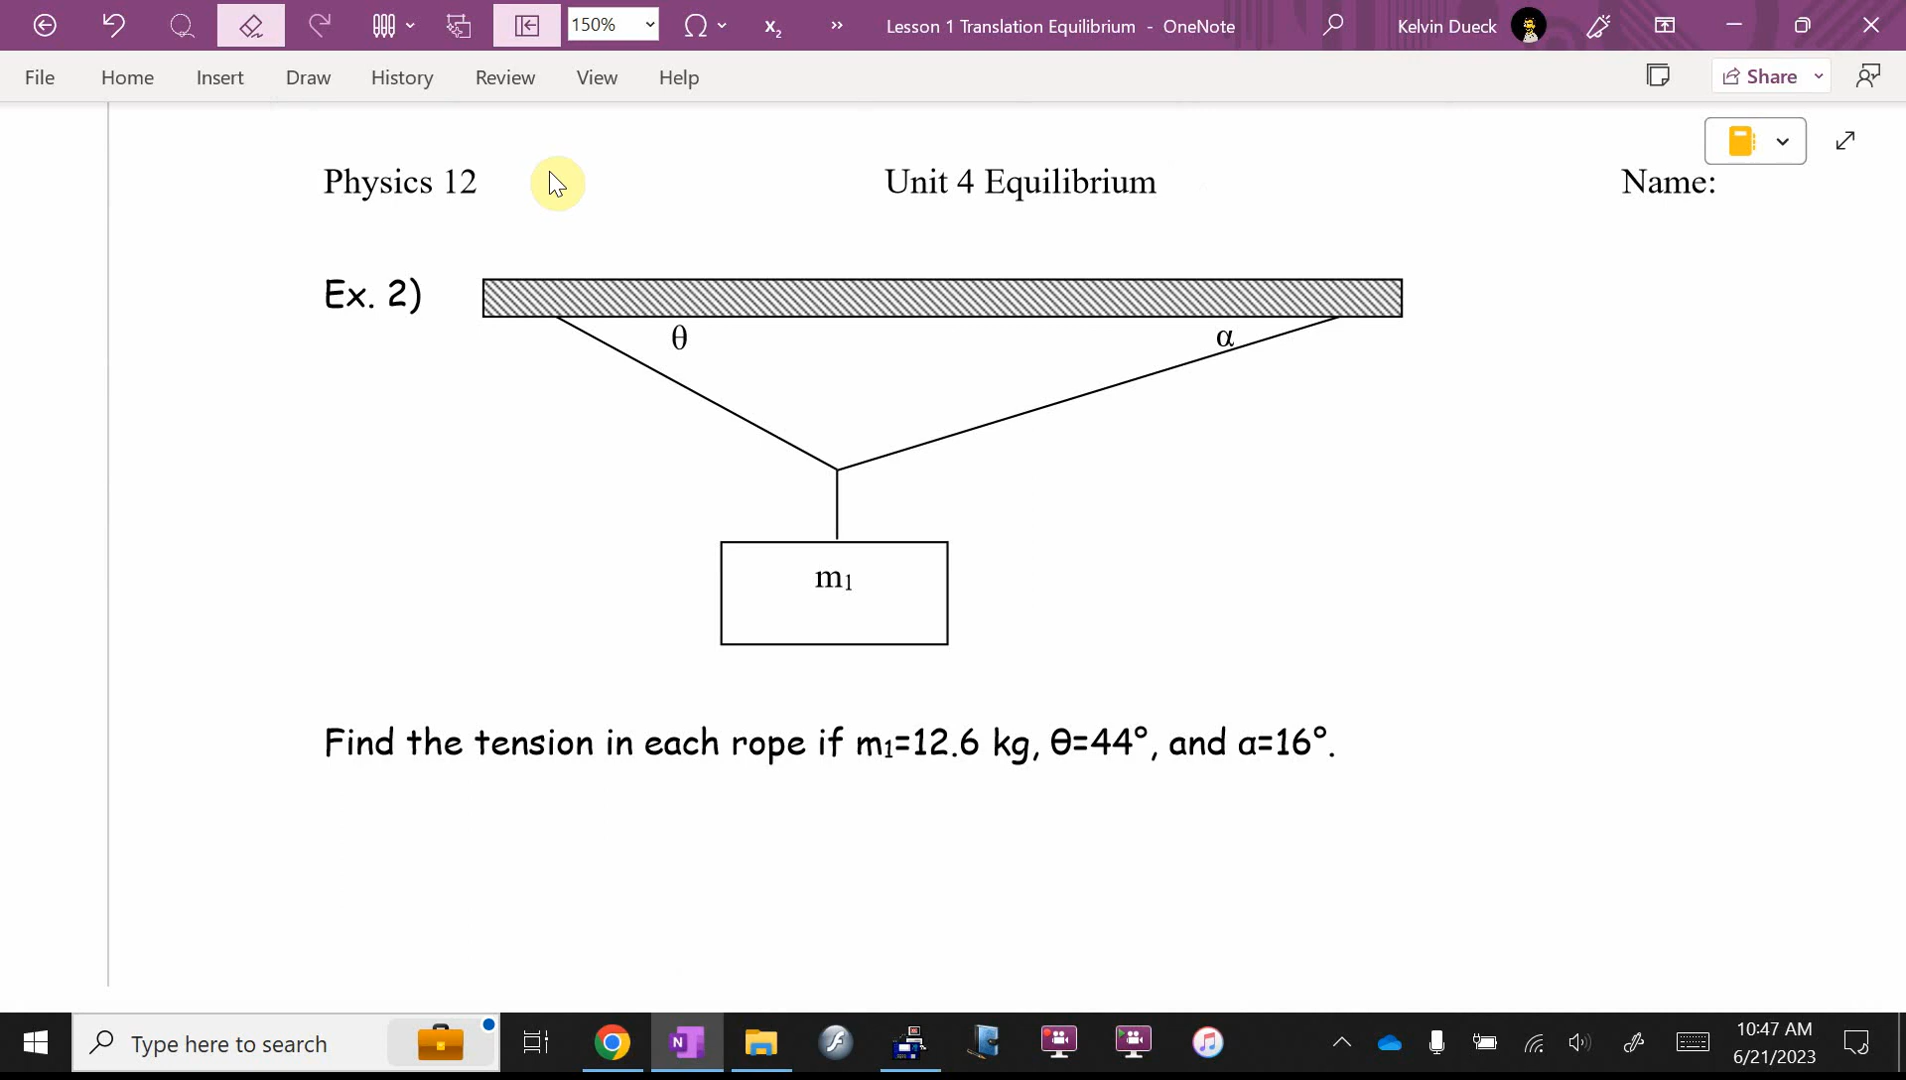 150%
x₂
»
Lesson 1 Translation Equilibrium - OneNote
Kelvin Dueck
File Home Insert Draw History Review View Help
Share
Physics 12 Unit 4 Equilibrium Name:
Ex. 2)
θ α
m₁
Find the tension in each rope if m₁=12.6 kg, θ=44°, and α=16°.
Type here to search
N
10:47 AM
6/21/2023